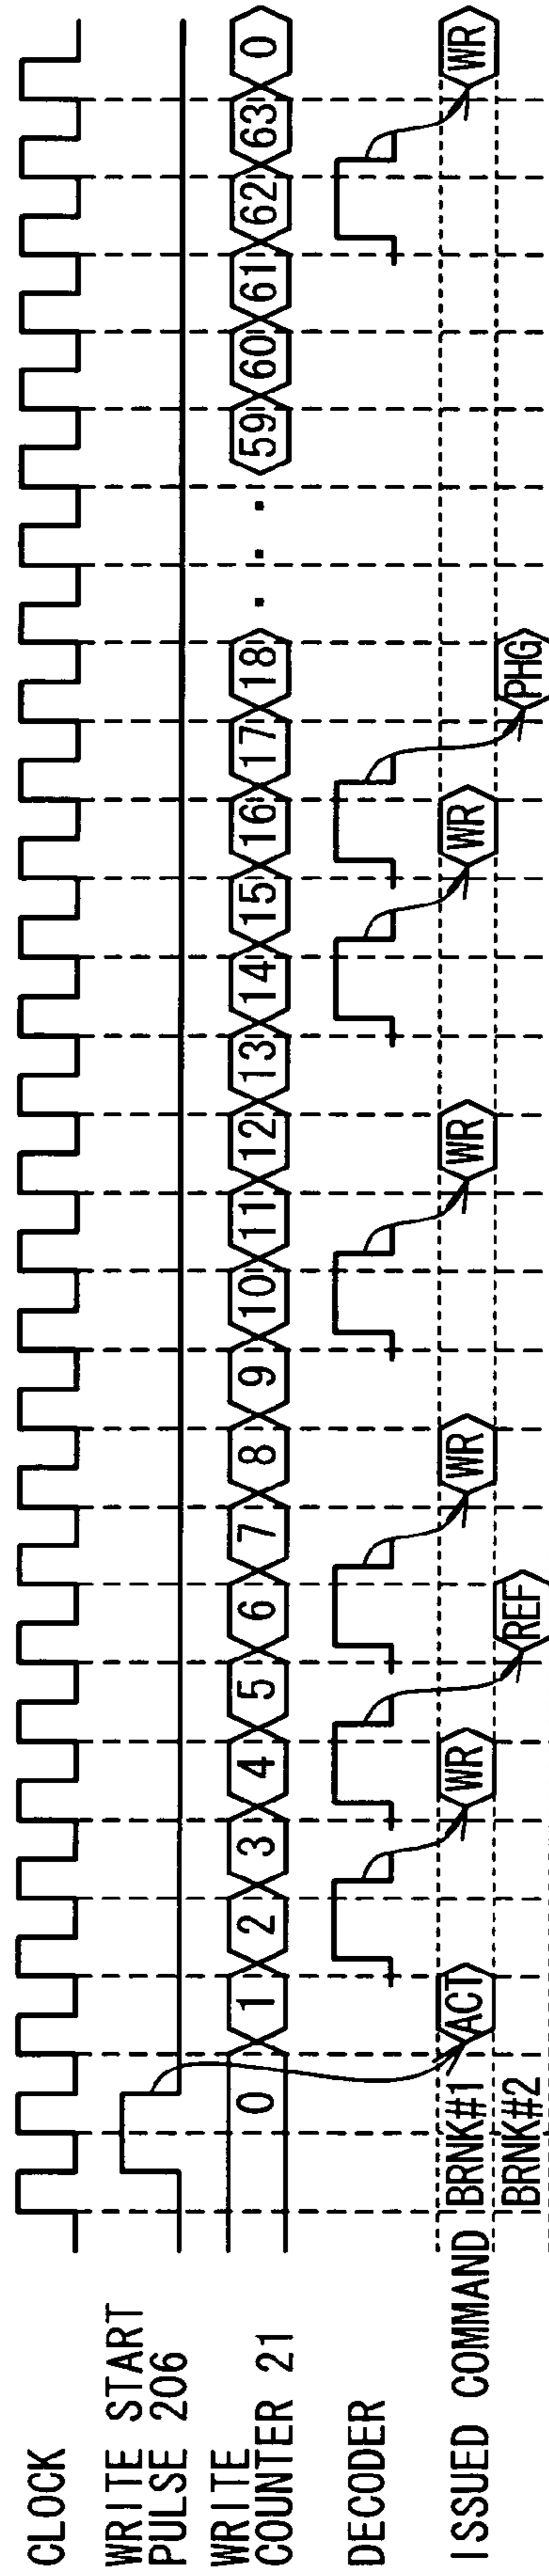 CLOCK
WRITE START
PULSE 206
WRITE
COUNTER 21
0 1 2 3 4 5 6 7 8 9 10 11 12 13 14 15 16 17 18 . . . 59 60 61 62 63 0
DECODER
ISSUED COMMAND
BRNK#1 ACT WR WR WR WR WR
BRNK#2 REF PHG